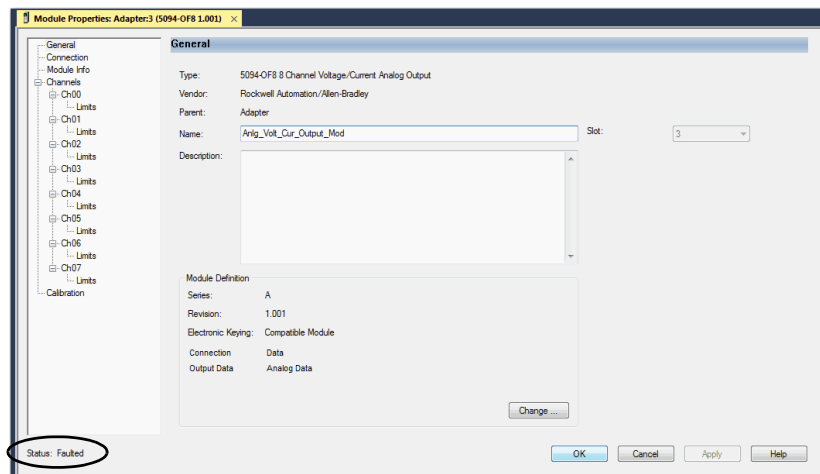 Module Properties: Adapter:3 (5094-OF8 1.001) ×
General
Connection
Module Info
Channels
Ch00
Limits
Ch01
Limits
Ch02
Limits
Ch03
Limits
Ch04
Limits
Ch05
Limits
Ch06
Limits
Ch07
Limits
Calibration
General
Type: 5094-OF8 8 Channel Voltage/Current Analog Output
Vendor: Rockwell Automation/Allen-Bradley
Parent: Adapter
Name: Anlg_Volt_Cur_Output_Mod Slot: 3
Description:
Module Definition
Series: A
Revision: 1.001
Electronic Keying: Compatible Module
Connection Data
Output Data Analog Data
Change ...
Status: Faulted
OK Cancel Apply Help